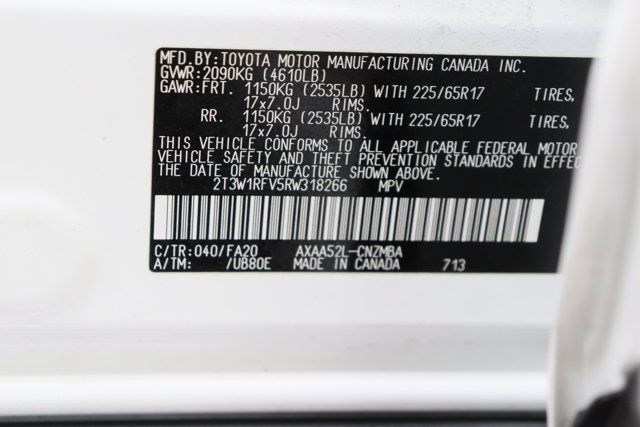 MFD.BY:TOYOTA MOTOR MANUFACTURING CANADA INC.
GVWR:2090KG (4610LB)
GAWR:FRT. 1150KG (2535LB) WITH 225/65R17 TIRES,
17x7.0J RIMS.
RR. 1150KG (2535LB) WITH 225/65R17 TIRES,
17x7.0J RIMS.
THIS VEHICLE CONFORMS TO ALL APPLICABLE FEDERAL MOTOR
VEHICLE SAFETY AND THEFT PREVENTION STANDARDS IN EFFEC
THE DATE OF MANUFACTURE SHOWN ABOVE.
2T3W1RFV5RW318266 MPV
C/TR:040/FA20 AXAA52L-CNZMBA
A/TM: /UB80E MADE IN CANADA 713